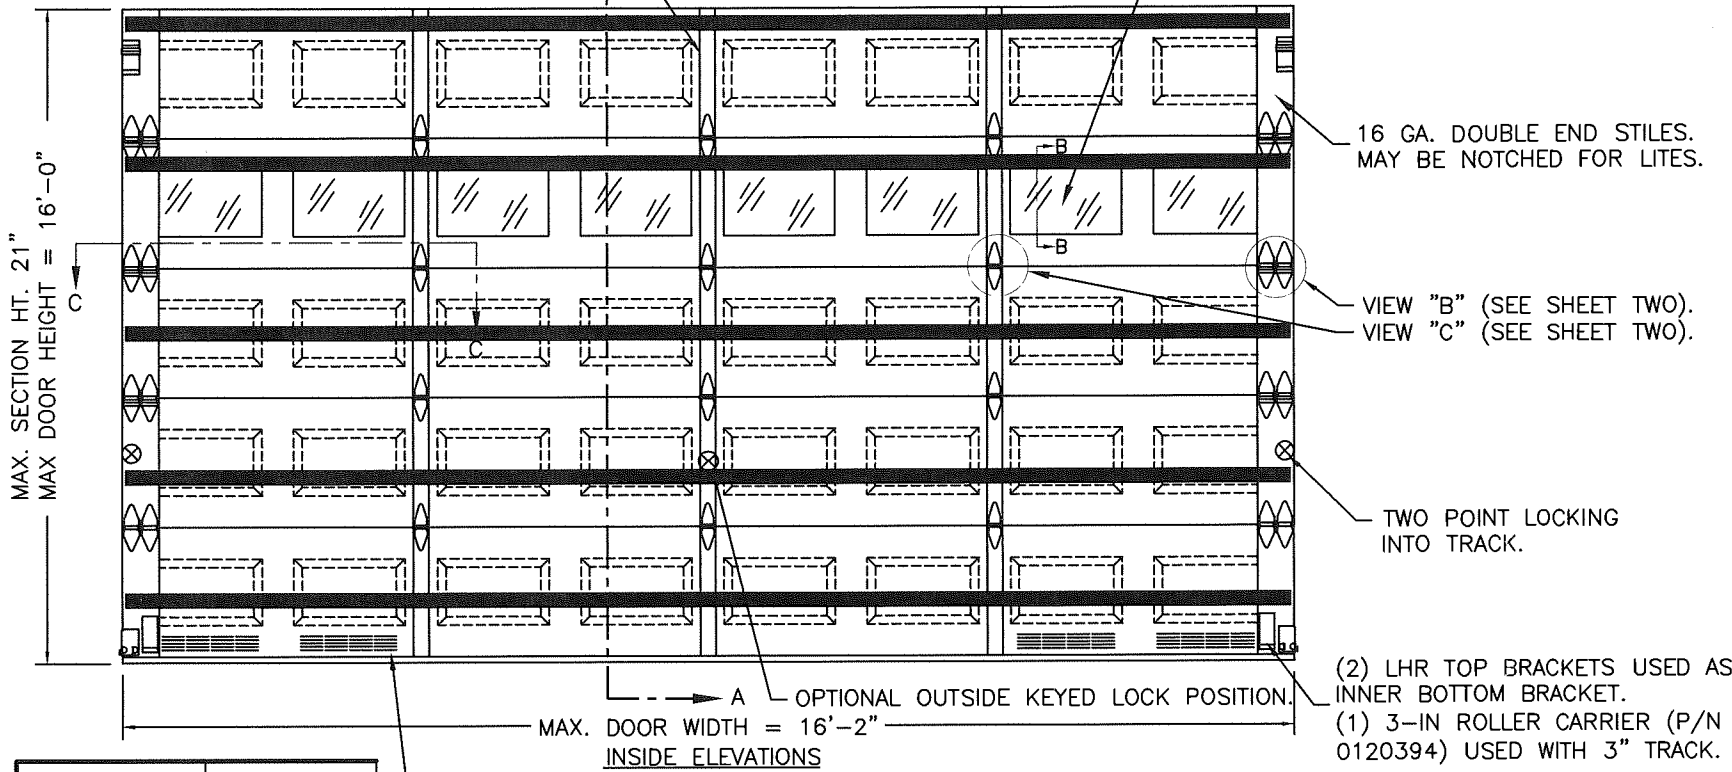 MAX. SECTION HT. 21"
MAX DOOR HEIGHT = 16'-0"
16 GA. DOUBLE END STILES.
MAY BE NOTCHED FOR LITES.
B
B
C
C
VIEW "B" (SEE SHEET TWO).
VIEW "C" (SEE SHEET TWO).
TWO POINT LOCKING
INTO TRACK.
A
OPTIONAL OUTSIDE KEYED LOCK POSITION.
(2) LHR TOP BRACKETS USED AS
INNER BOTTOM BRACKET.
(1) 3-IN ROLLER CARRIER (P/N
0120394) USED WITH 3" TRACK.
MAX. DOOR WIDTH = 16'-2"
INSIDE ELEVATIONS